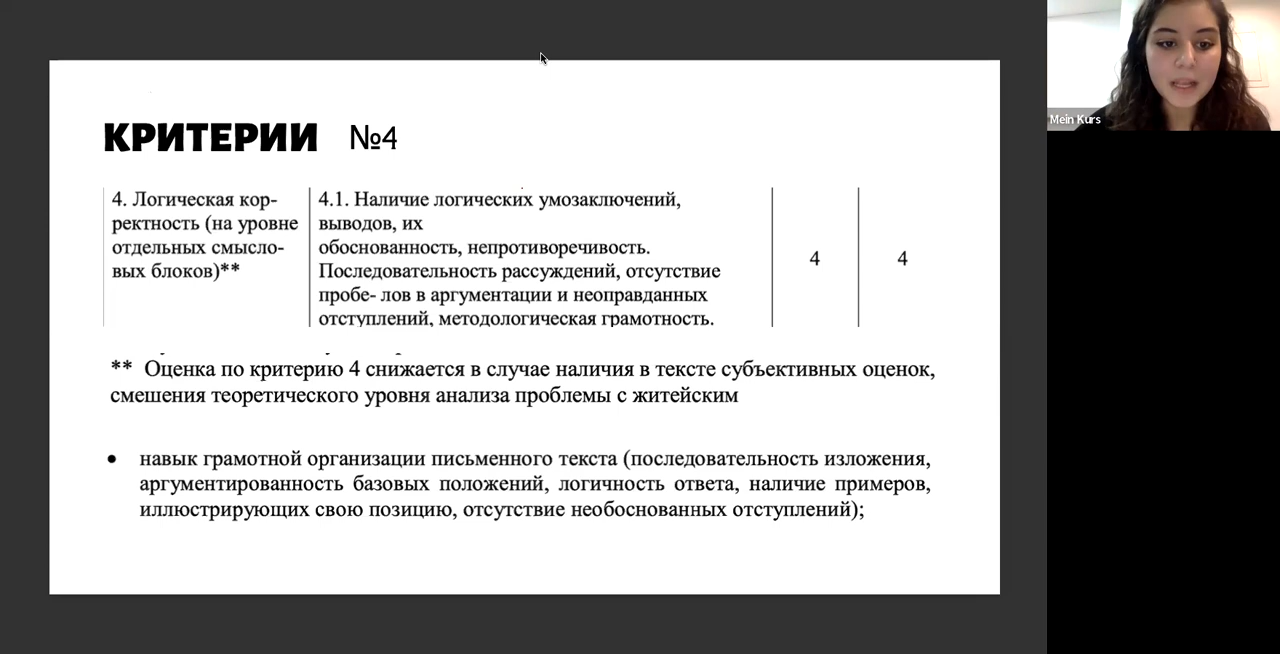 КРИТЕРИИ №4
4. Логическая кор-
ректность (на уровне
отдельных смысло-
вых блоков)**
4.1. Наличие логических умозаключений,
выводов, их
обоснованность, непротиворечивость.
Последовательность рассуждений, отсутствие
пробе- лов в аргументации и неоправданных
отступлений, методологическая грамотность.
4
4
** Оценка по критерию 4 снижается в случае наличия в тексте субъективных оценок,
смешения теоретического уровня анализа проблемы с житейским
• навык грамотной организации письменного текста (последовательность изложения,
аргументированность базовых положений, логичность ответа, наличие примеров,
иллюстрирующих свою позицию, отсутствие необоснованных отступлений);
Mein Kurs